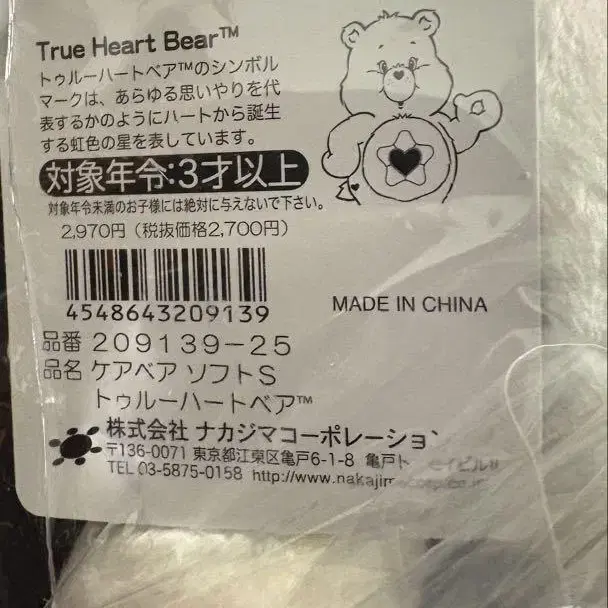 True Heart Bear™
トゥルーハートベア™のシンボル
マークは、あらゆる思いやりを代
表するかのようにハートから誕生
する虹色の星を表しています。
対象年令:3才以上
対象年令未満のお子様には絶対に与えないで下さい。
2,970円（税抜価格2,700円）
4548643209139
MADE IN CHINA
品番 209139-25
品名 ケアベア ソフトS
トゥルーハートベア™
株式会社 ナカジマコーポレーション
〒136-0071 東京都江東区亀戸6-1-8 亀戸
TEL 03-5875-0158 http://www.nakajim